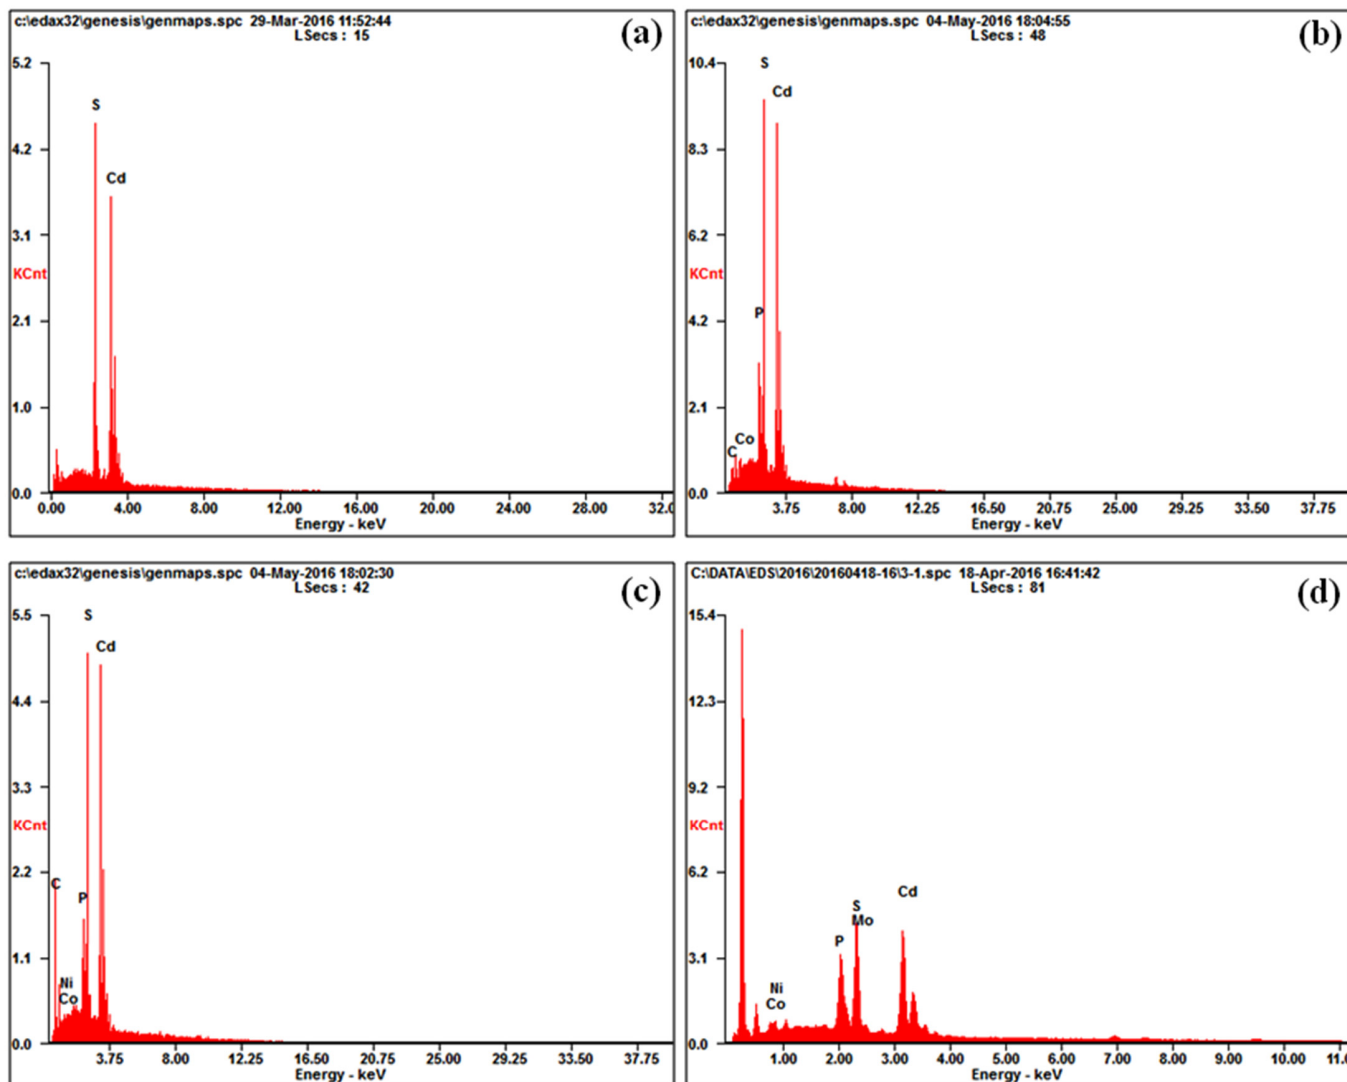 c:\edax32\genesis\genmaps.spc 29-Mar-2016 11:52:44
LSecs : 15
(a)
5.2
S
4.2
Cd
3.1
KCnt
2.1
1.0
0.0
0.00 4.00 8.00 12.00 16.00 20.00 24.00 28.00 32.0
Energy - keV
c:\edax32\genesis\genmaps.spc 04-May-2016 18:04:55
LSecs : 48
(b)
10.4
S
Cd
8.3
6.2
KCnt
P
4.2
2.1
Co
C
0.0
3.75 8.00 12.25 16.50 20.75 25.00 29.25 33.50 37.75
Energy - keV
c:\edax32\genesis\genmaps.spc 04-May-2016 18:02:30
LSecs : 42
(c)
5.5
S
Cd
4.4
3.3
KCnt
2.2
C
P
1.1
Ni
Co
0.0
3.75 8.00 12.25 16.50 20.75 25.00 29.25 33.50 37.75
Energy - keV
C:\DATA\EDS\2016\20160418-16\3-1.spc 18-Apr-2016 16:41:42
LSecs : 81
(d)
15.4
12.3
9.2
KCnt
6.2
Cd
S
Mo
P
3.1
Ni
Co
0.0
1.00 2.00 3.00 4.00 5.00 6.00 7.00 8.00 9.00 10.00 11.0
Energy - keV